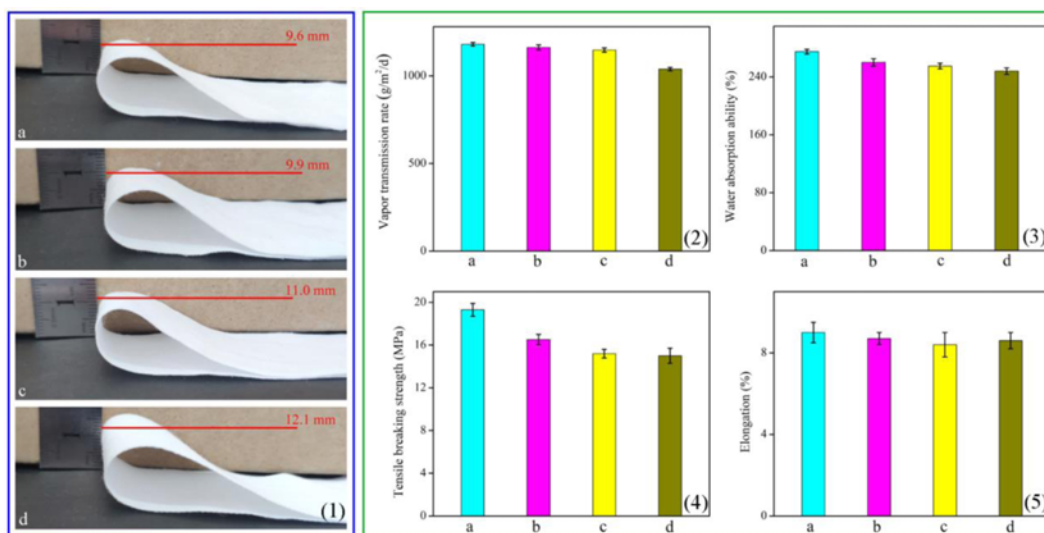 9.6 mm
a
9.9 mm
b
11.0 mm
c
12.1 mm
d
(1)
Vapor transmission rate (g/m²/d)
1000
500
0
a b c d
(2)
Water absorption ability (%)
240
160
80
0
a b c d
(3)
Tensile breaking strength (MPa)
20
16
12
8
4
0
a b c d
(4)
Elongation (%)
8
4
0
a b c d
(5)